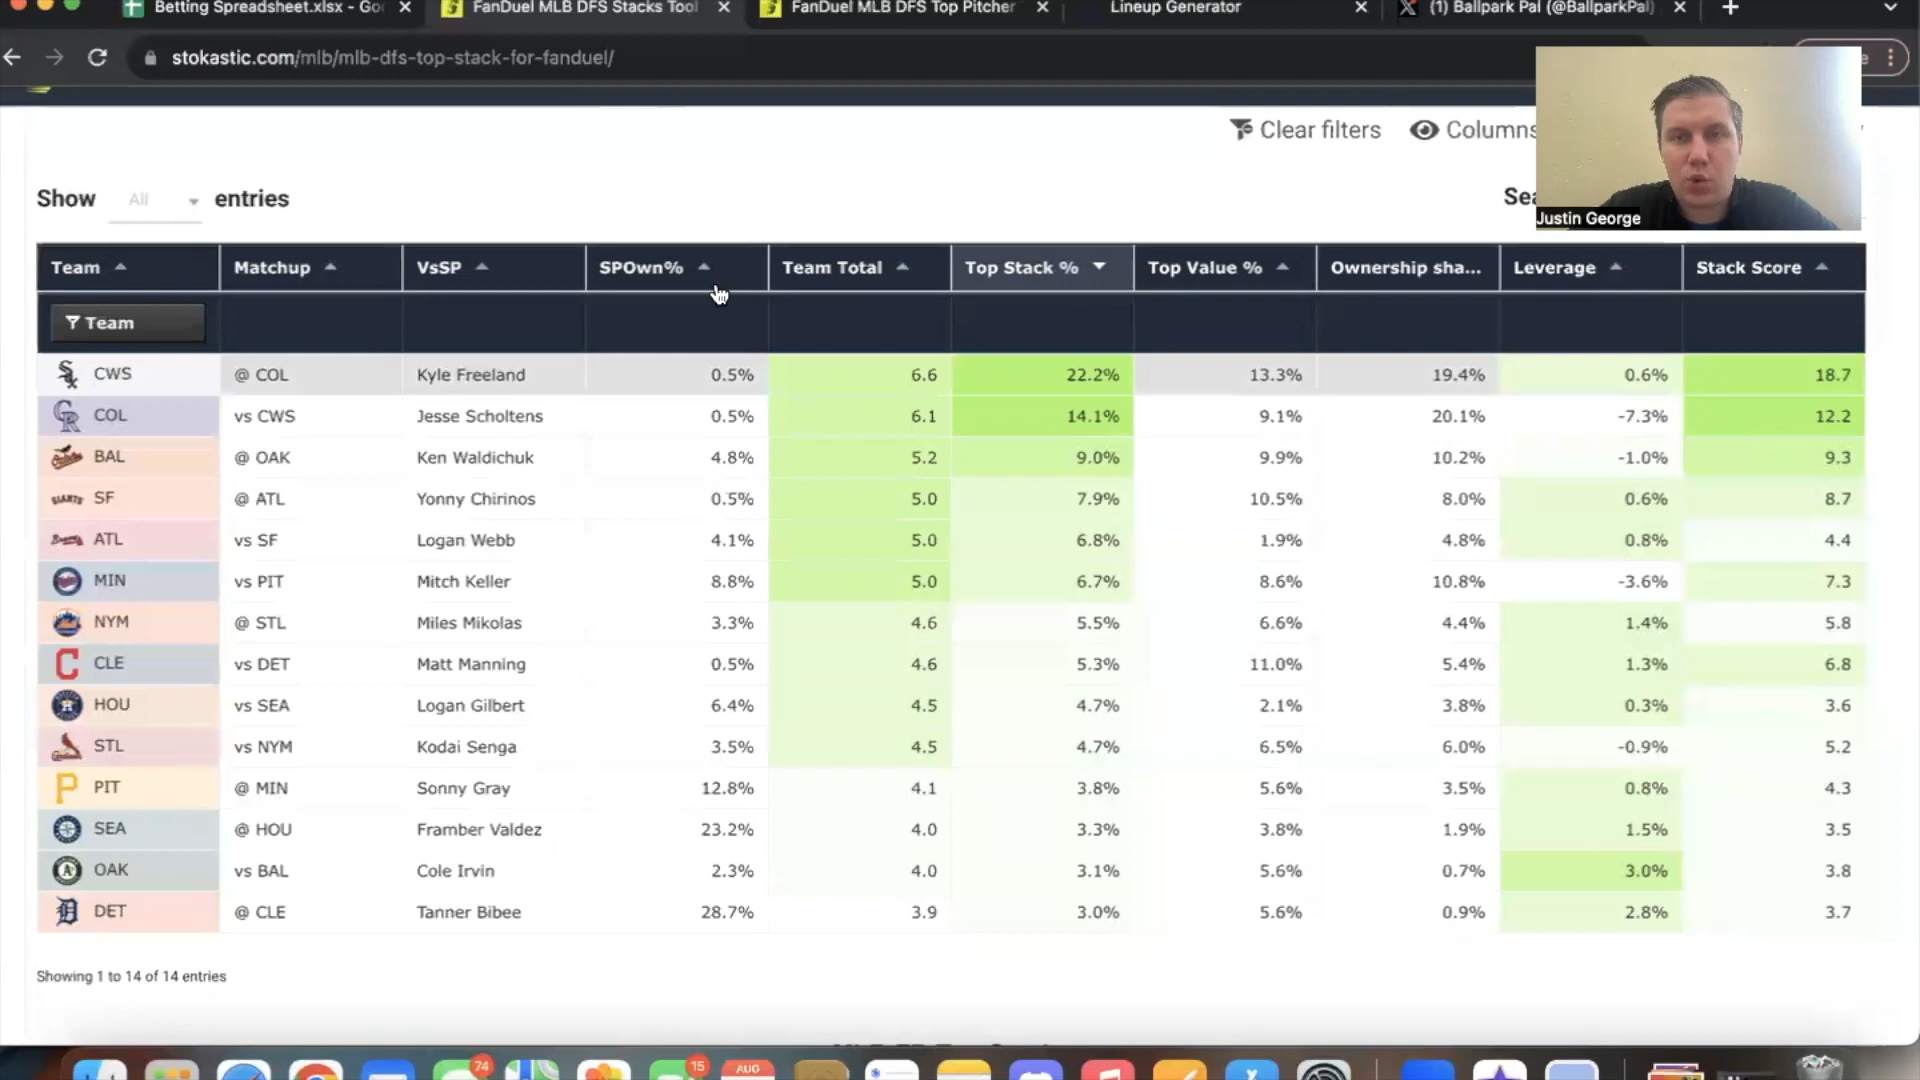 Betting Spreadsheet.xlsx - Goo
FanDuel MLB DFS Stacks Tool
FanDuel MLB DFS Top Pitcher
Lineup Generator
(1) Ballpark Pal (@BallparkPal)
stokastic.com/mlb/mlb-dfs-top-stack-for-fanduel/
Clear filters Columns
Show All entries
Justin George
Team Matchup VsSP SPOwn% Team Total Top Stack % Top Value % Ownership sha... Leverage Stack Score
Team
CWS @ COL Kyle Freeland 0.5% 6.6 22.2% 13.3% 19.4% 0.6% 18.7
COL vs CWS Jesse Scholtens 0.5% 6.1 14.1% 9.1% 20.1% -7.3% 12.2
BAL @ OAK Ken Waldichuk 4.8% 5.2 9.0% 9.9% 10.2% -1.0% 9.3
SF @ ATL Yonny Chirinos 0.5% 5.0 7.9% 10.5% 8.0% 0.6% 8.7
ATL vs SF Logan Webb 4.1% 5.0 6.8% 1.9% 4.8% 0.8% 4.4
MIN vs PIT Mitch Keller 8.8% 5.0 6.7% 8.6% 10.8% -3.6% 7.3
NYM @ STL Miles Mikolas 3.3% 4.6 5.5% 6.6% 4.4% 1.4% 5.8
CLE vs DET Matt Manning 0.5% 4.6 5.3% 11.0% 5.4% 1.3% 6.8
HOU vs SEA Logan Gilbert 6.4% 4.5 4.7% 2.1% 3.8% 0.3% 3.6
STL vs NYM Kodai Senga 3.5% 4.5 4.7% 6.5% 6.0% -0.9% 5.2
PIT @ MIN Sonny Gray 12.8% 4.1 3.8% 5.6% 3.5% 0.8% 4.3
SEA @ HOU Framber Valdez 23.2% 4.0 3.3% 3.8% 1.9% 1.5% 3.5
OAK vs BAL Cole Irvin 2.3% 4.0 3.1% 5.6% 0.7% 3.0% 3.8
DET @ CLE Tanner Bibee 28.7% 3.9 3.0% 5.6% 0.9% 2.8% 3.7
Showing 1 to 14 of 14 entries
74
15
AUG